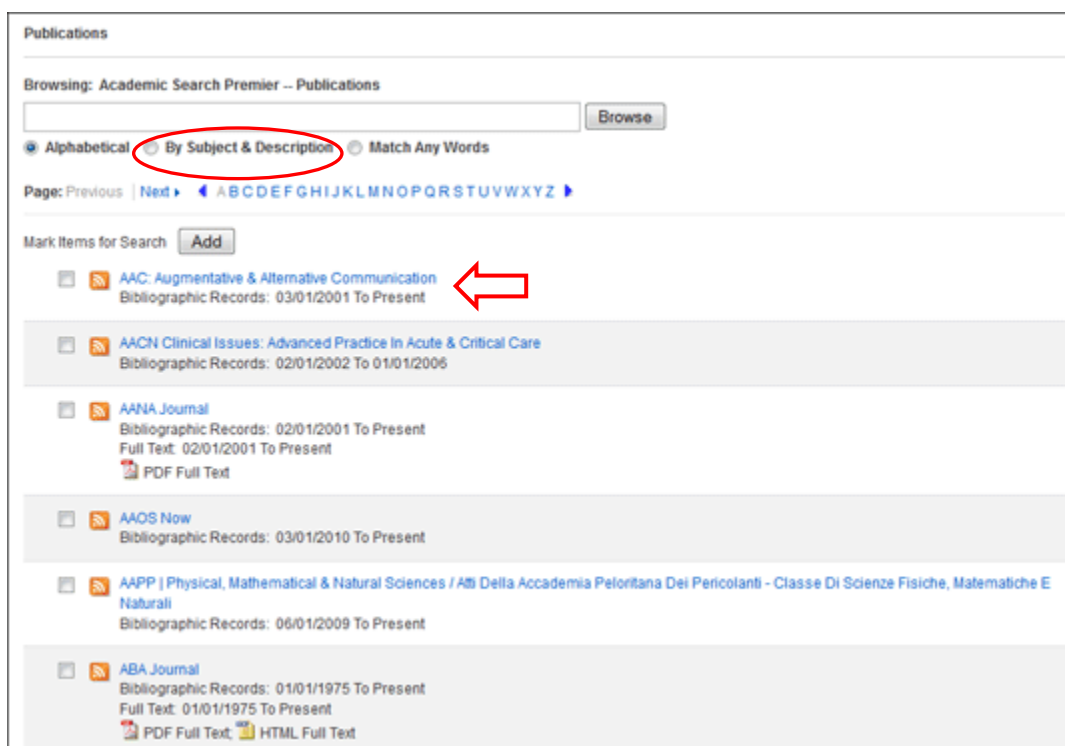 Publications
Browsing: Academic Search Premier -- Publications
Browse
Alphabetical By Subject & Description Match Any Words
Page: Previous | Next A B C D E F G H I J K L M N O P Q R S T U V W X Y Z
Mark Items for Search Add
AAC: Augmentative & Alternative Communication
Bibliographic Records: 03/01/2001 To Present
AACN Clinical Issues: Advanced Practice In Acute & Critical Care
Bibliographic Records: 02/01/2002 To 01/01/2006
AANA Journal
Bibliographic Records: 02/01/2001 To Present
Full Text: 02/01/2001 To Present
PDF Full Text
AAOS Now
Bibliographic Records: 03/01/2010 To Present
AAPP | Physical, Mathematical & Natural Sciences / Atti Della Accademia Peloritana Dei Pericolanti - Classe Di Scienze Fisiche, Matematiche E
Naturali
Bibliographic Records: 06/01/2009 To Present
ABA Journal
Bibliographic Records: 01/01/1975 To Present
Full Text: 01/01/1975 To Present
PDF Full Text; HTML Full Text